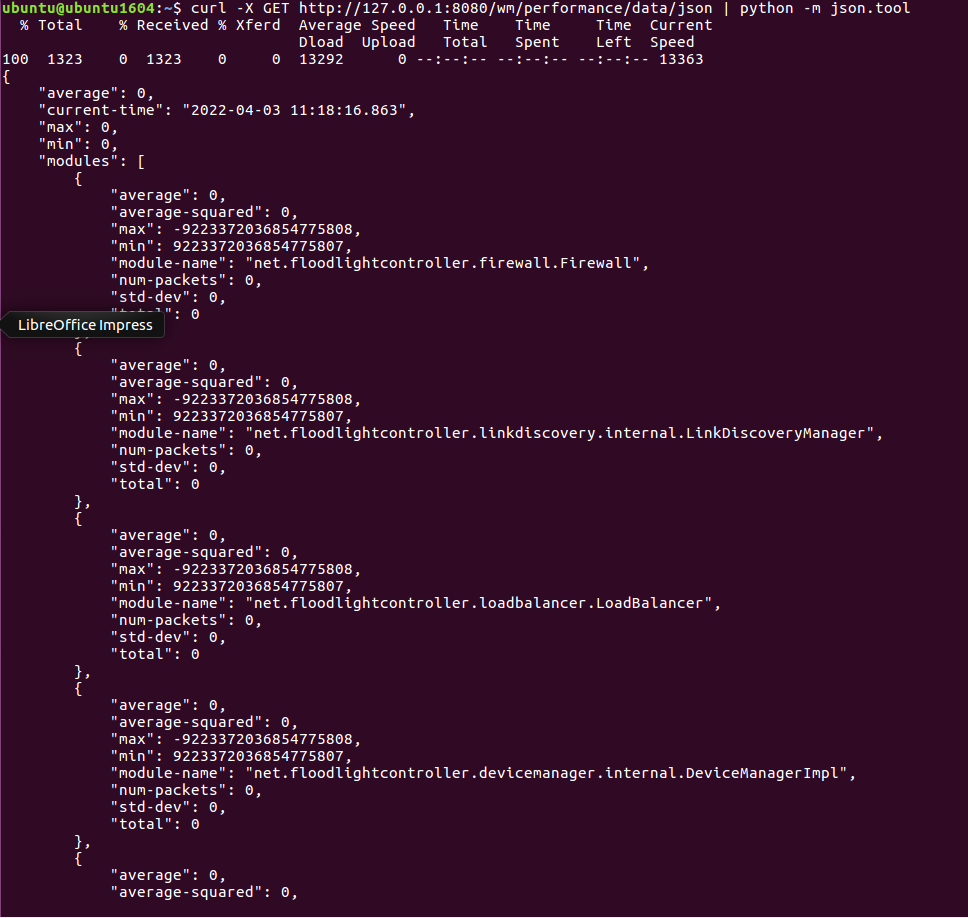 ubuntu@ubuntu1604:~$ curl -X GET http://127.0.0.1:8080/wm/performance/data/json | python -m json.tool
  % Total    % Received % Xferd  Average Speed   Time    Time     Time  Current
                                 Dload  Upload   Total   Spent    Left  Speed
100  1323    0  1323    0     0  13292      0 --:--:-- --:--:-- --:--:-- 13363
{
    "average": 0,
    "current-time": "2022-04-03 11:18:16.863",
    "max": 0,
    "min": 0,
    "modules": [
        {
            "average": 0,
            "average-squared": 0,
            "max": -9223372036854775808,
            "min": 9223372036854775807,
            "module-name": "net.floodlightcontroller.firewall.Firewall",
            "num-packets": 0,
            "std-dev": 0,
            "total": 0
LibreOffice Impress
        {
            "average": 0,
            "average-squared": 0,
            "max": -9223372036854775808,
            "min": 9223372036854775807,
            "module-name": "net.floodlightcontroller.linkdiscovery.internal.LinkDiscoveryManager",
            "num-packets": 0,
            "std-dev": 0,
            "total": 0
        },
        {
            "average": 0,
            "average-squared": 0,
            "max": -9223372036854775808,
            "min": 9223372036854775807,
            "module-name": "net.floodlightcontroller.loadbalancer.LoadBalancer",
            "num-packets": 0,
            "std-dev": 0,
            "total": 0
        },
        {
            "average": 0,
            "average-squared": 0,
            "max": -9223372036854775808,
            "min": 9223372036854775807,
            "module-name": "net.floodlightcontroller.devicemanager.internal.DeviceManagerImpl",
            "num-packets": 0,
            "std-dev": 0,
            "total": 0
        },
        {
            "average": 0,
            "average-squared": 0,